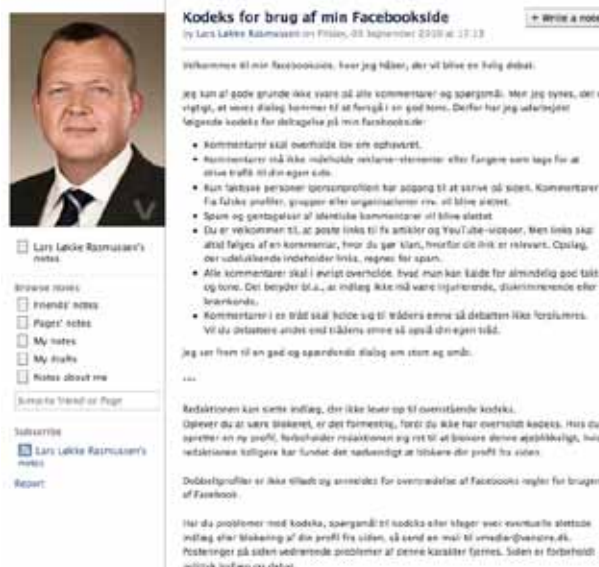 Kodeks for brug af min Facebookside
+ Write a note
by Lars Løkke Rasmussen on Friday, 03 September 2010 at 17:13
Velkommen til min facebookside, hvor jeg håber, der vil blive en livlig debat.
Jeg kan af gode grunde ikke svare på alle kommentarer og spørgsmål. Men jeg synes, det
vigtigt, at vores dialog kommer til at foregå i en god tone. Derfor har jeg udarbejdet
følgende kodeks for deltagelse på min facebookside:
• Kommentarer skal overholde lov om ophavsret.
• Kommentarer må ikke indeholde reklame-elementer eller fungere som tags for at
drive trafik til din egen side.
• Kun faktiske personer (personprofiler) har adgang til at skrive på siden. Kommentarer
fra falske profiler, grupper eller organisationer mv. vil blive slettet.
• Spam og gentagelser af identiske kommentarer vil blive slettet
• Du er velkommen til, at poste links til fx artikler og YouTube-videoer. Men links skal
altid følges af en kommentar, hvor du gør klart, hvorfor dit link er relevant. Opslag,
der udelukkende indeholder links, regnes for spam.
• Alle kommentarer skal i øvrigt overholde, hvad man kan kalde for almindelig god takt
og tone. Det betyder bl.a., at indlæg ikke må være injurierende, diskriminerende eller
krænkende.
• Kommentarer i en tråd skal holde sig til trådens emne så debatten ikke forplumres.
Vil du debattere andet end trådens emne så opslå din egen tråd.
Jeg ser frem til en god og spændende dialog om stort og småt.
***
Redaktionen kan slette indlæg, der ikke lever op til ovenstående kodeks.
Oplever du at være blokeret, er det formentlig, fordi du ikke har overholdt kodeks. Hvis du
opretter en ny profil, forbeholder redaktionen sig ret til at blokere denne øjeblikkeligt, hvis
redaktionen tidligere har fundet det nødvendigt at blokere din profil fra siden.
Dobbeltprofiler er ikke tilladt og anmeldes for overtrædelse af Facebooks regler for brugen
af Facebook.
Har du problemer med kodeks, spørgsmål til kodeks eller klager over eventuelle slettede
indlæg eller blokering af din profil fra siden, så send en mail til vmedier@venstre.dk.
Posteringer på siden vedrørende problemer af denne karakter fjernes. Siden er forbeholdt
politisk indlæg og debat.
V
Lars Løkke Rasmussen's
notes
Browse Notes
Friends' notes
Pages' notes
My notes
My drafts
Notes about me
Jump to friend or Page
Subscribe
Lars Løkke Rasmussen's
notes
Report